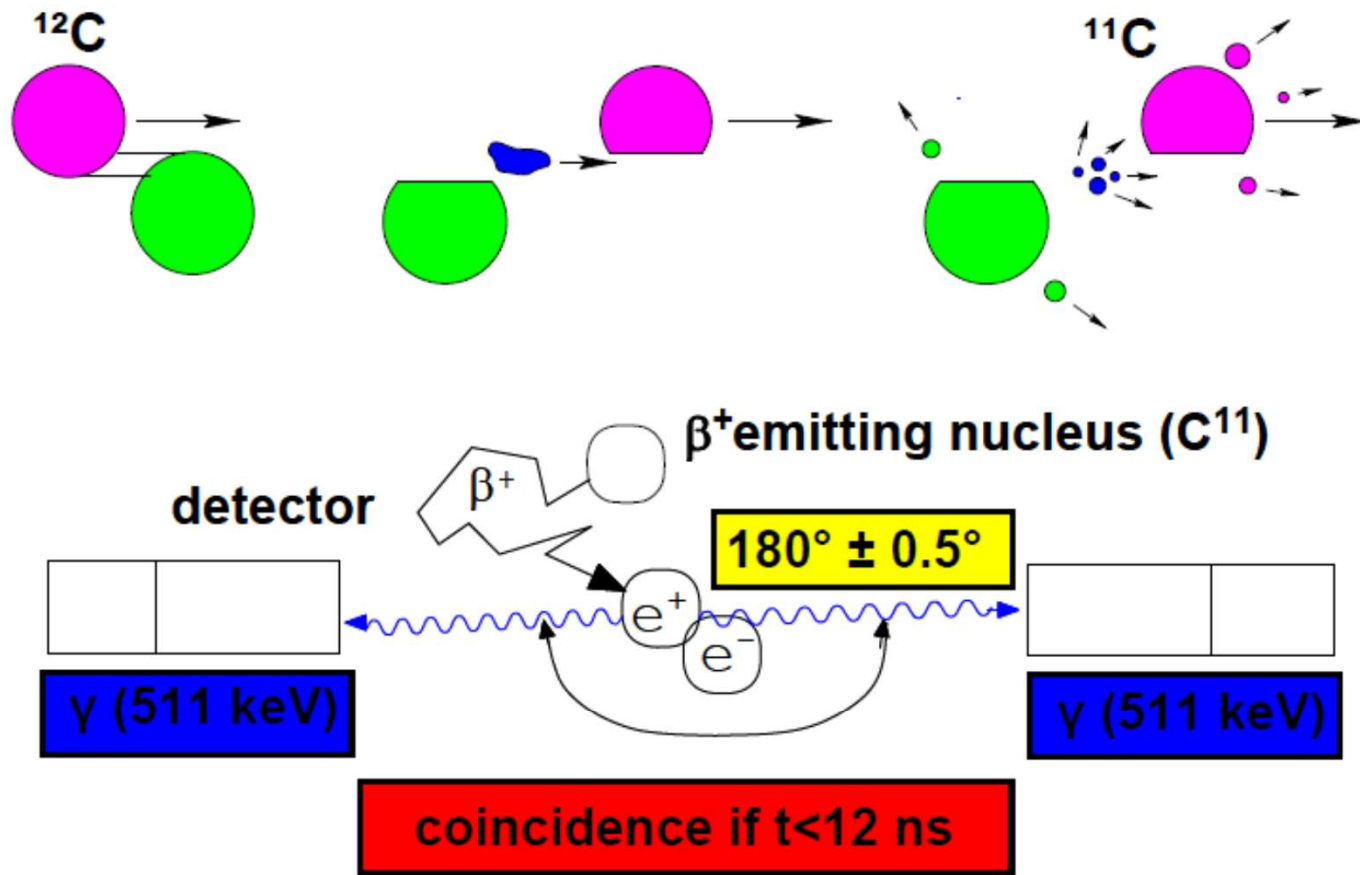 ¹²C
¹¹C
β⁺emitting nucleus (C¹¹)
β⁺
detector
180° ± 0.5°
e⁺
e⁻
γ (511 keV)
γ (511 keV)
coincidence if t<12 ns